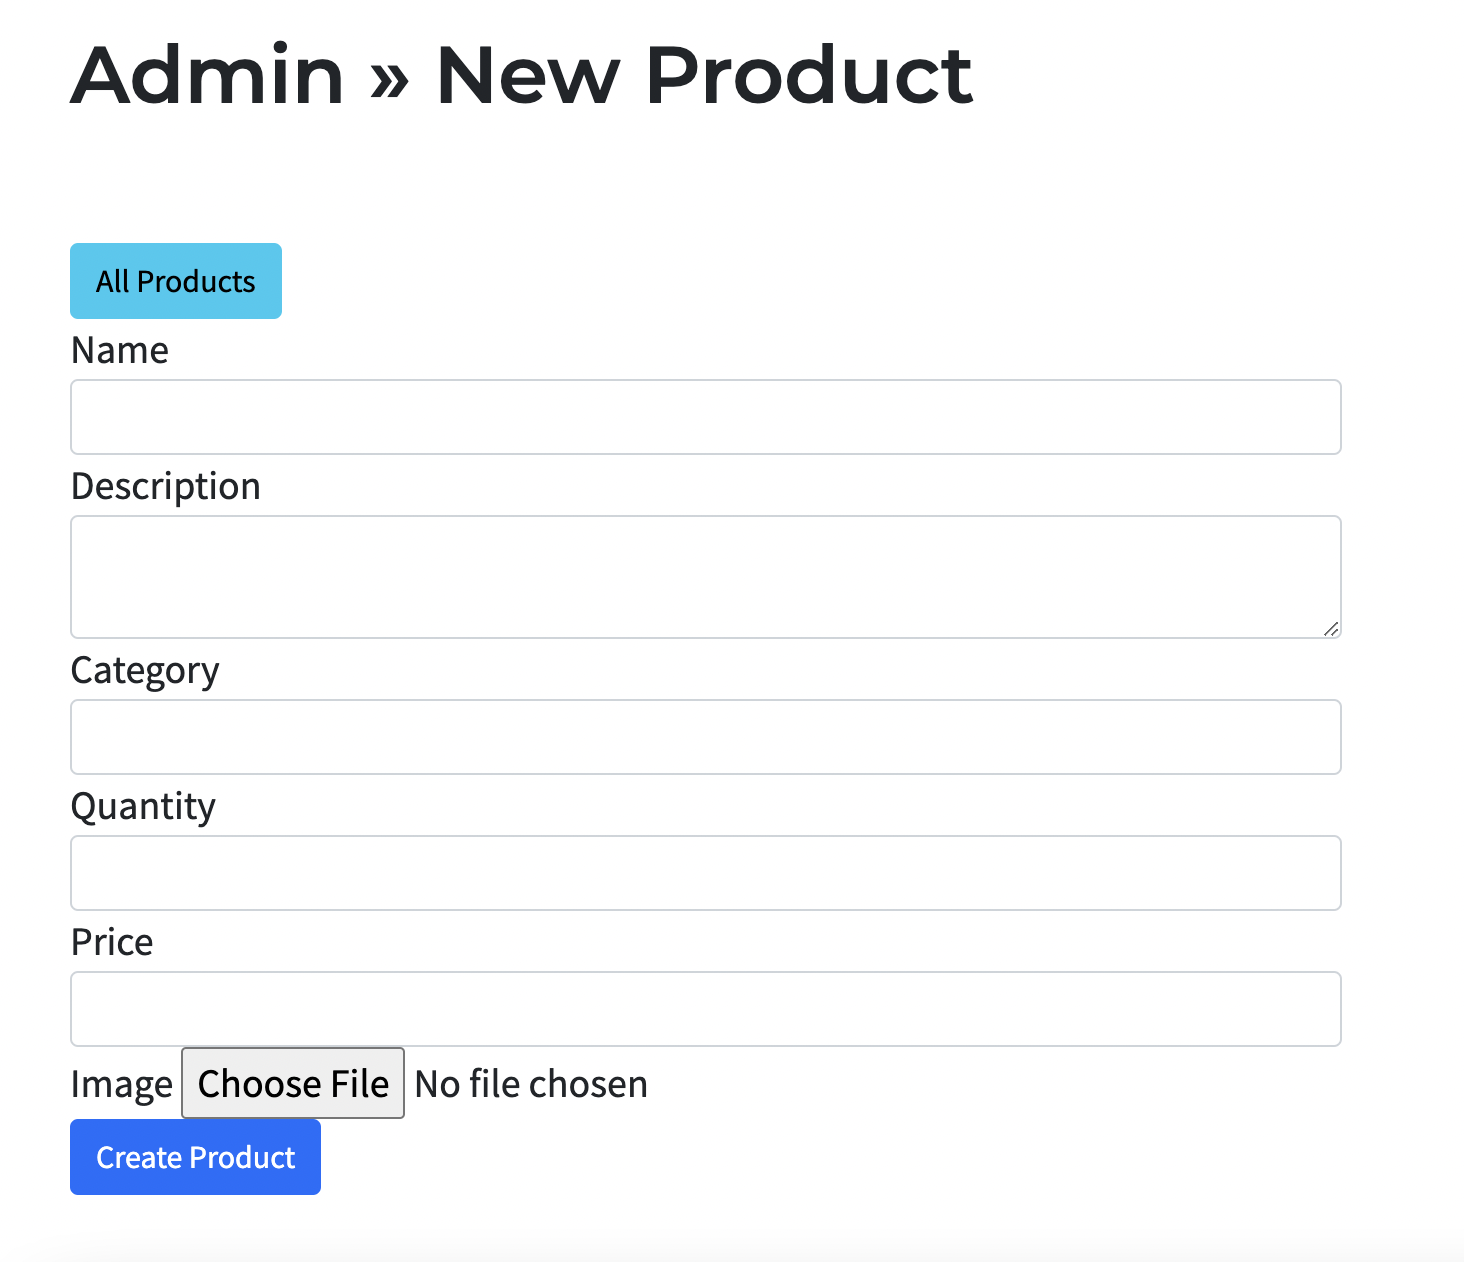 Admin » New Product
All Products
Name
Description
Category
Quantity
Price
Image Choose File No file chosen
Create Product